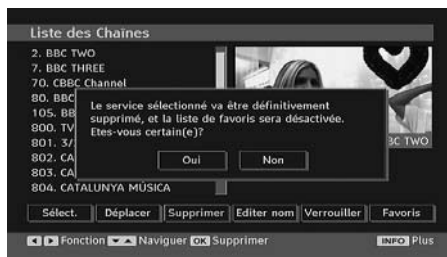 Liste des Chaînes
2. BBC TWO
7. BBC THREE
70. CBBC Channel
80. BBC
105. BB
800. TV
801. 3/
802. CA
803. CA
804. CATALUNYA MÚSICA
Le service sélectionné va être définitivement
supprimé, et la liste de favoris sera désactivée.
Etes-vous certain(e)?
Oui Non
BC TWO
Sélect. Déplacer Supprimer Editer nom Verrouiller Favoris
Fonction Naviguer OK Supprimer INFO Plus